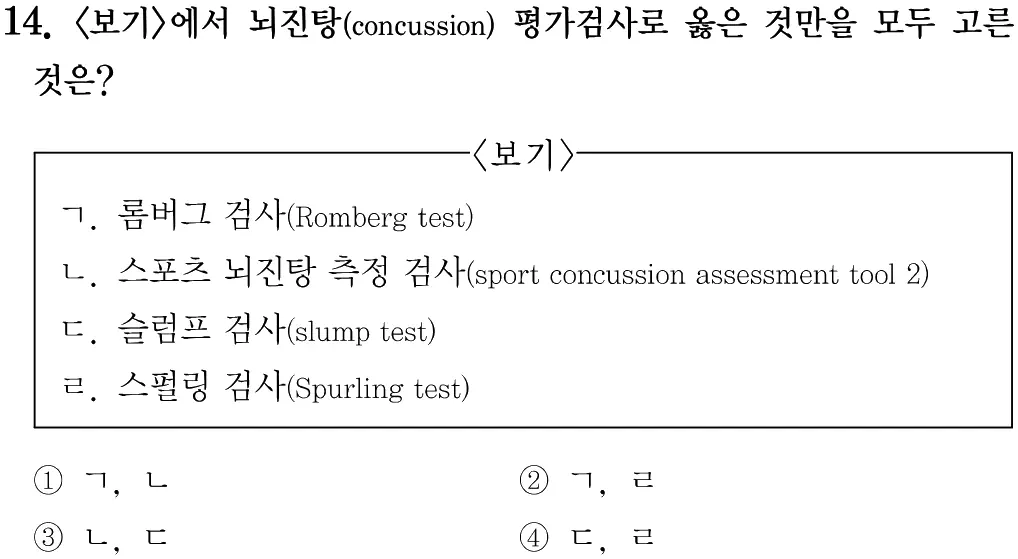 14. 〈보기〉에서 뇌진탕(concussion) 평가검사로 옳은 것만을 모두 고른
것은?
〈보기〉
ㄱ. 롬버그 검사(Romberg test)
ㄴ. 스포츠 뇌진탕 측정 검사(sport concussion assessment tool 2)
ㄷ. 슬럼프 검사(slump test)
ㄹ. 스펄링 검사(Spurling test)
① ㄱ, ㄴ ② ㄱ, ㄹ
③ ㄴ, ㄷ ④ ㄷ, ㄹ